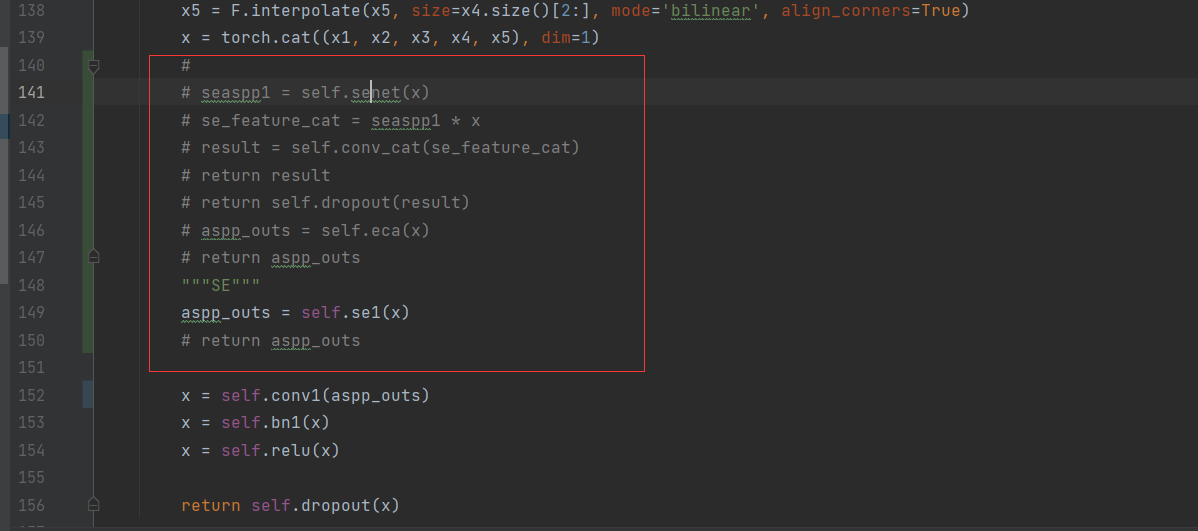 138 x5 = F.interpolate(x5, size=x4.size()[2:], mode='bilinear', align_corners=True)
139 x = torch.cat((x1, x2, x3, x4, x5), dim=1)
140 #
141 # seaspp1 = self.senet(x)
142 # se_feature_cat = seaspp1 * x
143 # result = self.conv_cat(se_feature_cat)
144 # return result
145 # return self.dropout(result)
146 # aspp_outs = self.eca(x)
147 # return aspp_outs
148 """SE"""
149 aspp_outs = self.se1(x)
150 # return aspp_outs
151
152 x = self.conv1(aspp_outs)
153 x = self.bn1(x)
154 x = self.relu(x)
155
156 return self.dropout(x)